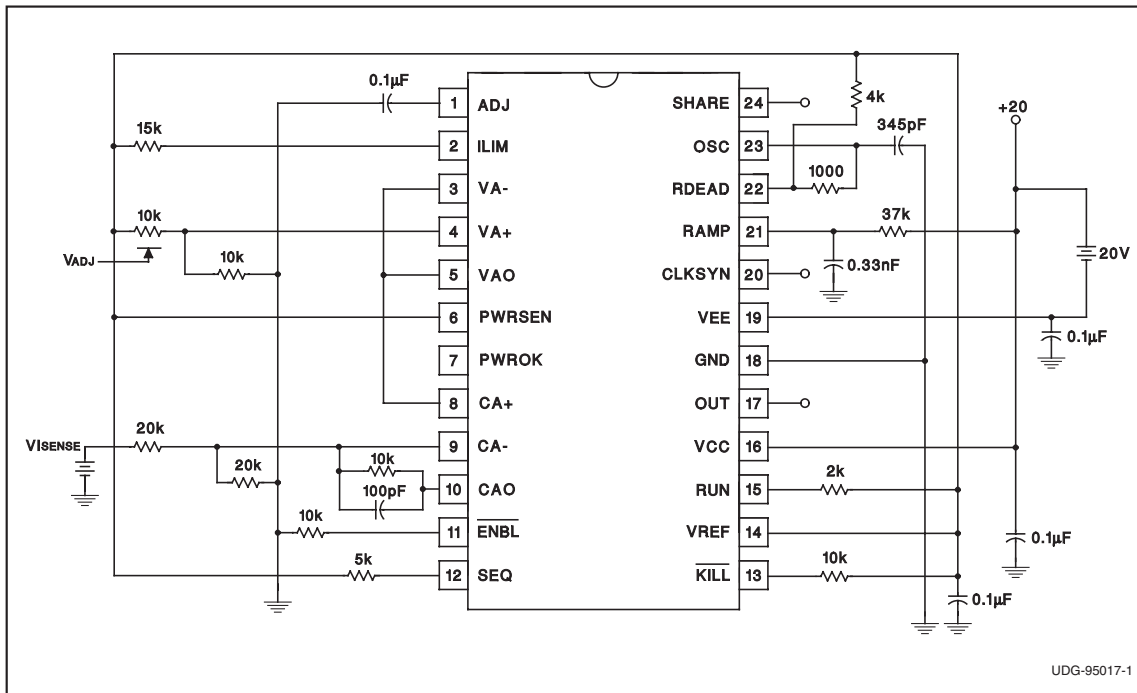 0.1µF
1 ADJ
15k
2 ILIM
3 VA-
10k
4 VA+
VADJ
10k
5 VAO
6 PWRSEN
7 PWROK
8 CA+
VISENSE
20k
9 CA-
20k
10k
100pF
10 CAO
10k
11 ENBL
5k
12 SEQ
SHARE 24
4k
+20
345pF
OSC 23
1000
RDEAD 22
37k
RAMP 21
0.33nF
20V
CLKSYN 20
VEE 19
0.1µF
GND 18
OUT 17
VCC 16
2k
RUN 15
VREF 14
0.1µF
10k
KILL 13
0.1µF
UDG-95017-1